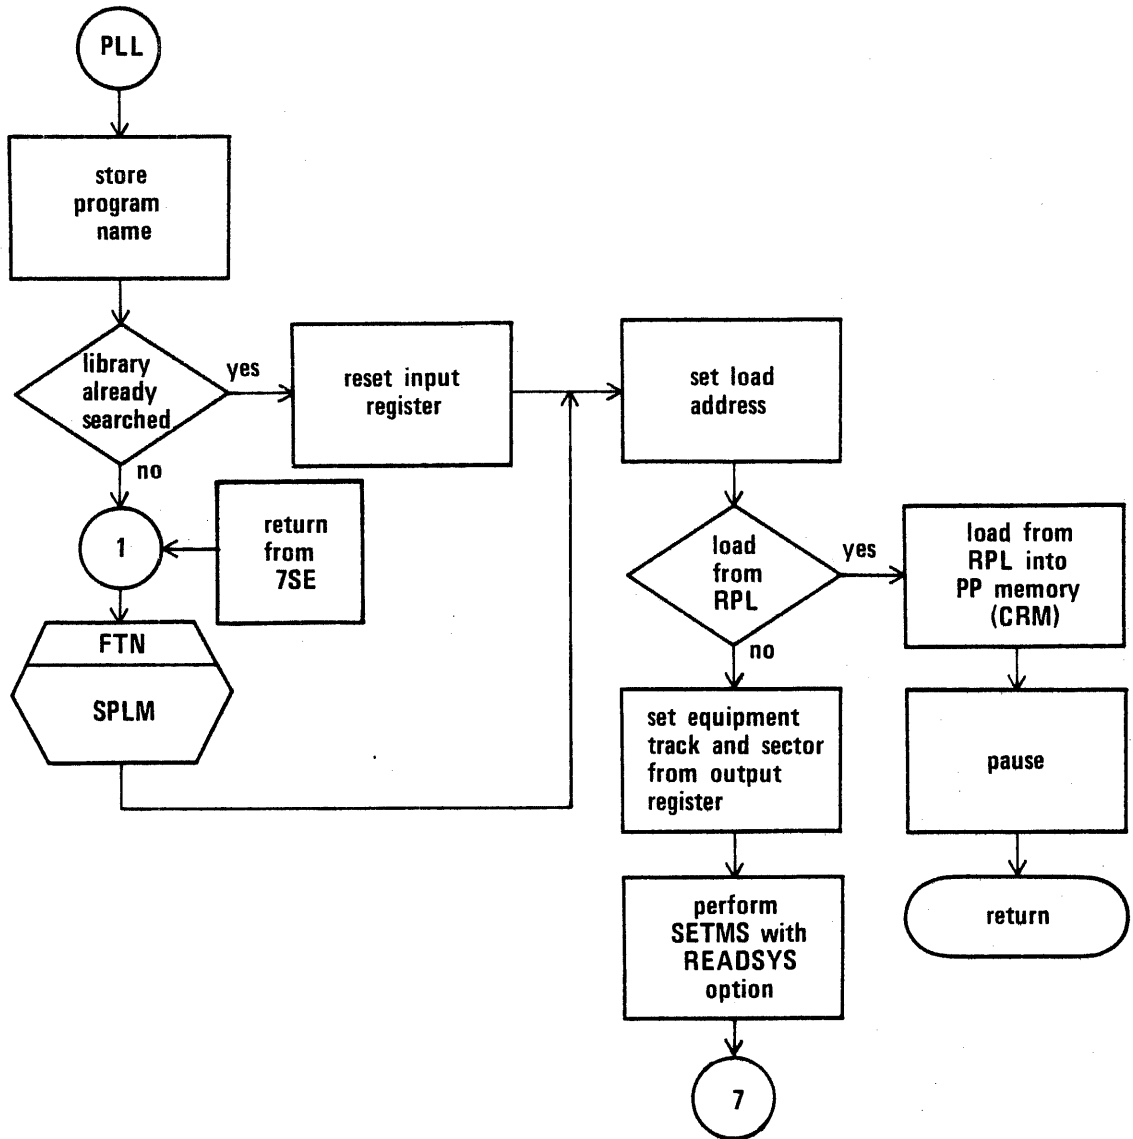 PLL
store
program
name
library
already
searched
yes
no
reset input
register
set load
address
1
return
from
7SE
FTN
SPLM
load
from
RPL
yes
no
load from
RPL into
PP memory
(CRM)
set equipment
track and sector
from output
register
pause
perform
SETMS with
READSYS
option
return
7